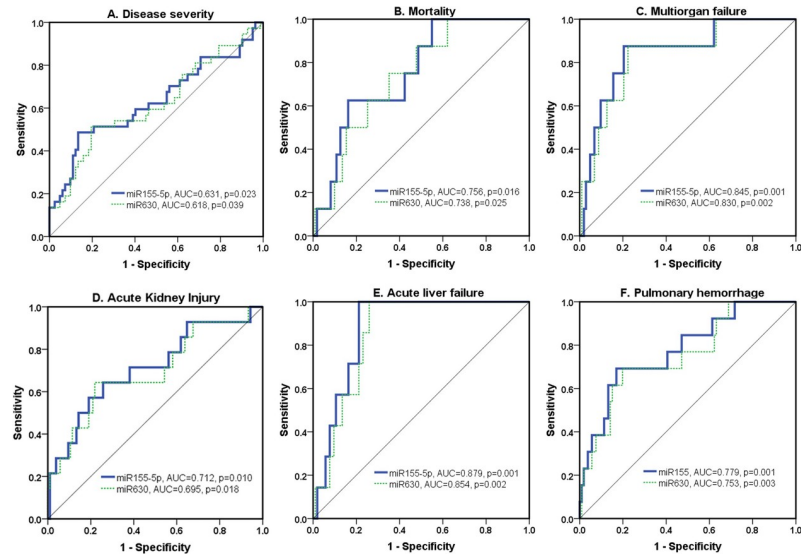 A. Disease severity
1.0
0.8
0.6
0.4
0.2
0.0
Sensitivity
miR155-5p, AUC=0.631, p=0.023
miR630, AUC=0.618, p=0.039
0.0 0.2 0.4 0.6 0.8 1.0
1 - Specificity
B. Mortality
1.0
0.8
0.6
0.4
0.2
0.0
Sensitivity
miR155-5p, AUC=0.756, p=0.016
miR630, AUC=0.738, p=0.025
0.0 0.2 0.4 0.6 0.8 1.0
1 - Specificity
C. Multiorgan failure
1.0
0.8
0.6
0.4
0.2
0.0
Sensitivity
miR155-5p, AUC=0.845, p=0.001
miR630, AUC=0.830, p=0.002
0.0 0.2 0.4 0.6 0.8 1.0
1 - Specificity
D. Acute Kidney Injury
1.0
0.8
0.6
0.4
0.2
0.0
Sensitivity
miR155-5p, AUC=0.712, p=0.010
miR630, AUC=0.695, p=0.018
0.0 0.2 0.4 0.6 0.8 1.0
1 - Specificity
E. Acute liver failure
1.0
0.8
0.6
0.4
0.2
0.0
Sensitivity
miR155-5p, AUC=0.879, p=0.001
miR630, AUC=0.854, p=0.002
0.0 0.2 0.4 0.6 0.8 1.0
1 - Specificity
F. Pulmonary hemorrhage
1.0
0.8
0.6
0.4
0.2
0.0
Sensitivity
miR155, AUC=0.779, p=0.001
miR630, AUC=0.753, p=0.003
0.0 0.2 0.4 0.6 0.8 1.0
1 - Specificity